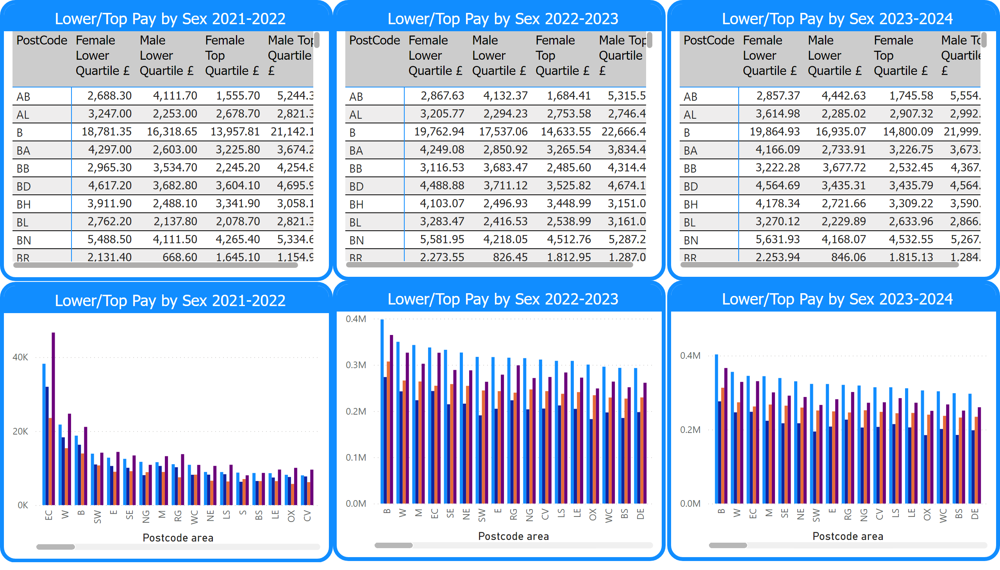 Lower/Top Pay by Sex 2021-2022
PostCode Female Lower Quartile £ Male Lower Quartile £ Female Top Quartile £ Male Top Quartile £
AB 2,688.30 4,111.70 1,555.70 5,244.3
AL 3,247.00 2,253.00 2,678.70 2,821.3
B 18,781.35 16,318.65 13,957.81 21,142.1
BA 4,297.00 2,603.00 3,225.80 3,674.2
BB 2,965.30 3,534.70 2,245.20 4,254.8
BD 4,617.20 3,682.80 3,604.10 4,695.9
BH 3,911.90 2,488.10 3,341.90 3,058.1
BL 2,762.20 2,137.80 2,078.70 2,821.3
BN 5,488.50 4,111.50 4,265.40 5,334.6
BR 2,131.40 668.60 1,645.10 1,154.9
Lower/Top Pay by Sex 2022-2023
PostCode Female Lower Quartile £ Male Lower Quartile £ Female Top Quartile £ Male Top Quartile £
AB 2,867.63 4,132.37 1,684.41 5,315.5
AL 3,205.77 2,294.23 2,753.58 2,746.4
B 19,762.94 17,537.06 14,633.55 22,666.4
BA 4,249.08 2,850.92 3,265.54 3,834.4
BB 3,116.53 3,683.47 2,485.60 4,314.4
BD 4,488.88 3,711.12 3,525.82 4,674.1
BH 4,103.07 2,496.93 3,448.99 3,151.0
BL 3,283.47 2,416.53 2,538.99 3,161.0
BN 5,581.95 4,218.05 4,512.76 5,287.2
BR 2,273.55 826.45 1,812.95 1,287.0
Lower/Top Pay by Sex 2023-2024
PostCode Female Lower Quartile £ Male Lower Quartile £ Female Top Quartile £ Male To Quartile £
AB 2,857.37 4,442.63 1,745.58 5,554.
AL 3,614.98 2,285.02 2,907.32 2,992.
B 19,864.93 16,935.07 14,800.09 21,999.
BA 4,166.09 2,733.91 3,226.75 3,673.
BB 3,222.28 3,677.72 2,532.45 4,367.
BD 4,564.69 3,435.31 3,435.79 4,564.
BH 4,178.34 2,721.66 3,309.22 3,590.
BL 3,270.12 2,229.89 2,633.96 2,866.
BN 5,631.93 4,168.07 4,532.55 5,267.
BR 2,253.94 846.06 1,815.13 1,284.
Lower/Top Pay by Sex 2021-2022
40K
20K
0K
EC W B SW E SE NG M RG WC NE LS S BS LE OX CV
Postcode area
Lower/Top Pay by Sex 2022-2023
0.4M
0.3M
0.2M
0.1M
0.0M
B W M EC SE NE SW E RG NG CV LS LE OX WC BS DE
Postcode area
Lower/Top Pay by Sex 2023-2024
0.4M
0.2M
0.0M
B W EC M SE NE SW E RG NG CV LS LE OX WC BS DE
Postcode area